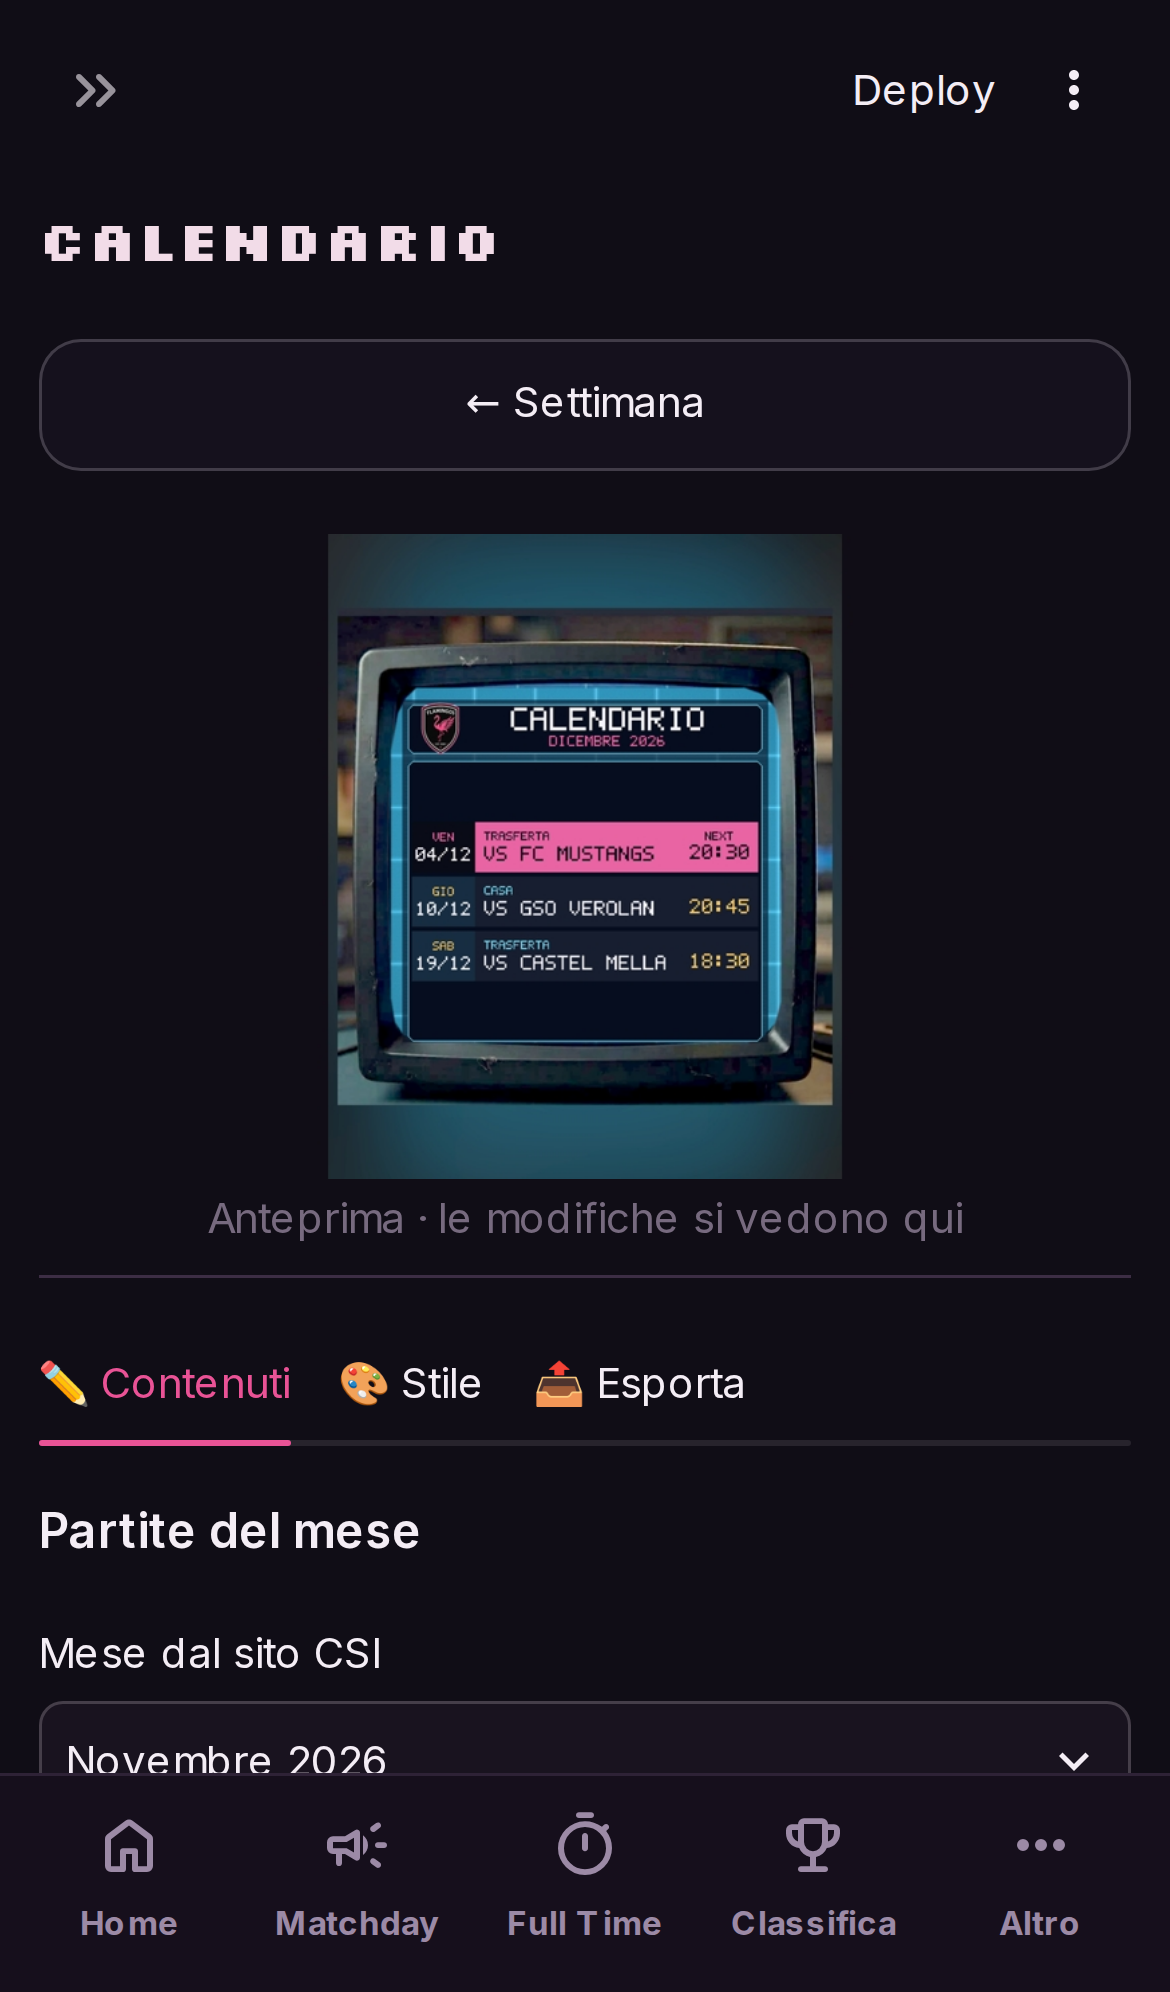 Deploy
CALENDARIO
← Settimana
FLAMINGOS
CALENDARIO
DICEMBRE 2026
VEN
04/12
TRASFERTA
VS FC MUSTANGS
NEXT
20:30
GIO
10/12
CASA
VS GSO VEROLAN
20:45
SAB
19/12
TRASFERTA
VS CASTEL MELLA
18:30
Anteprima · le modifiche si vedono qui
✏️ Contenuti 🎨 Stile 📤 Esporta
Partite del mese
Mese dal sito CSI
Novembre 2026
Home Matchday Full Time Classifica Altro